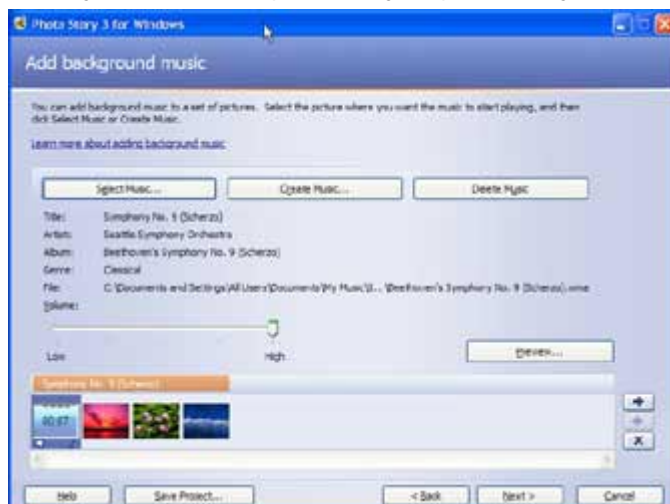 Photo Story 3 for Windows
Add background music
You can add background music to a set of pictures. Select the picture where you want the music to start playing, and then
click Select Music or Create Music.
Learn more about adding background music
Select Music... Create Music... Delete Music
Title: Symphony No. 9 (Scherzo)
Artist: Seattle Symphony Orchestra
Album: Beethoven's Symphony No. 9 (Scherzo)
Genre: Classical
File: C:\Documents and Settings\All Users\Documents\My Music\S... \Beethoven's Symphony No. 9 (Scherzo).wma
Volume:
Low High
Preview...
Symphony No. 9 (Scherzo)
Help Save Project... < Back Next > Cancel